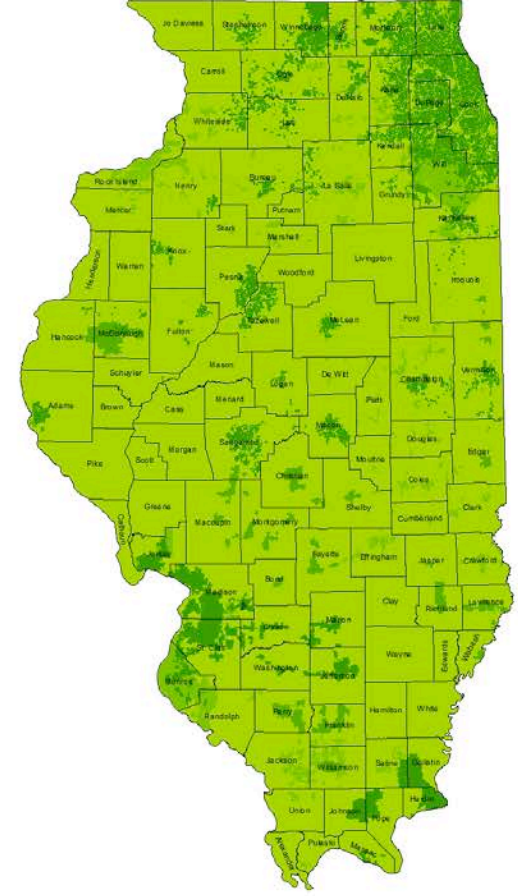 Jo Daviess Stephenson Winnebago Boone McHenry Lake
Carroll Ogle DeKalb Kane DuPage Cook
Whiteside Lee Kendall Will
Rock Island Henry Bureau La Salle Grundy
Mercer Putnam Kankakee
Stark Marshall
Henderson Warren Knox Peoria Woodford Livingston Iroquois
Hancock McDonough Fulton Tazewell McLean Ford
Schuyler Mason Logan De Witt Champaign Vermilion
Adams Brown Cass Menard Macon Piatt
Pike Scott Morgan Sangamon Moultrie Douglas Edgar
Christian Coles
Calhoun Greene Macoupin Montgomery Shelby Cumberland Clark
Jersey Fayette Effingham Jasper Crawford
Madison Bond Clay Richland Lawrence
St. Clair Marion Wayne Edwards Wabash
Monroe Washington Jefferson
Randolph Perry Franklin Hamilton White
Jackson Williamson Saline Gallatin
Union Johnson Pope Hardin
Alexander Pulaski Massac